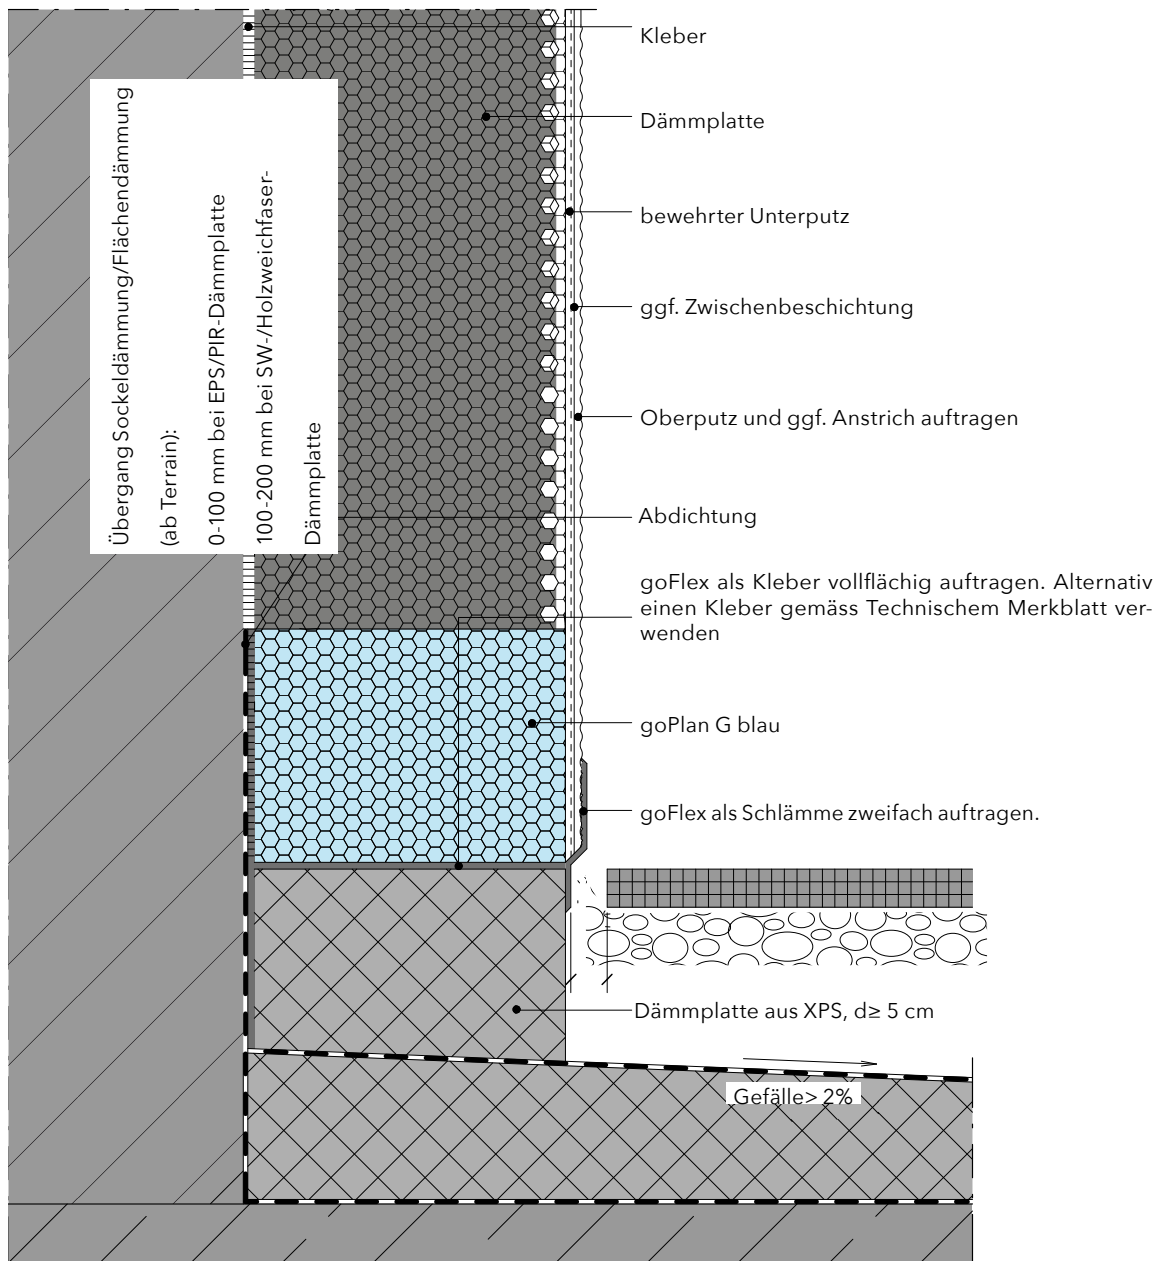 Kleber
Dämmplatte
bewehrter Unterputz
ggf. Zwischenbeschichtung
Oberputz und ggf. Anstrich auftragen
Abdichtung
goFlex als Kleber vollflächig auftragen. Alternativ
einen Kleber gemäss Technischem Merkblatt ver-
wenden
goPlan G blau
goFlex als Schlämme zweifach auftragen.
Dämmplatte aus XPS, d≥ 5 cm
Gefälle> 2%
Übergang Sockeldämmung/Flächendämmung
(ab Terrain):
0-100 mm bei EPS/PIR-Dämmplatte
100-200 mm bei SW-/Holzweichfaser-
Dämmplatte